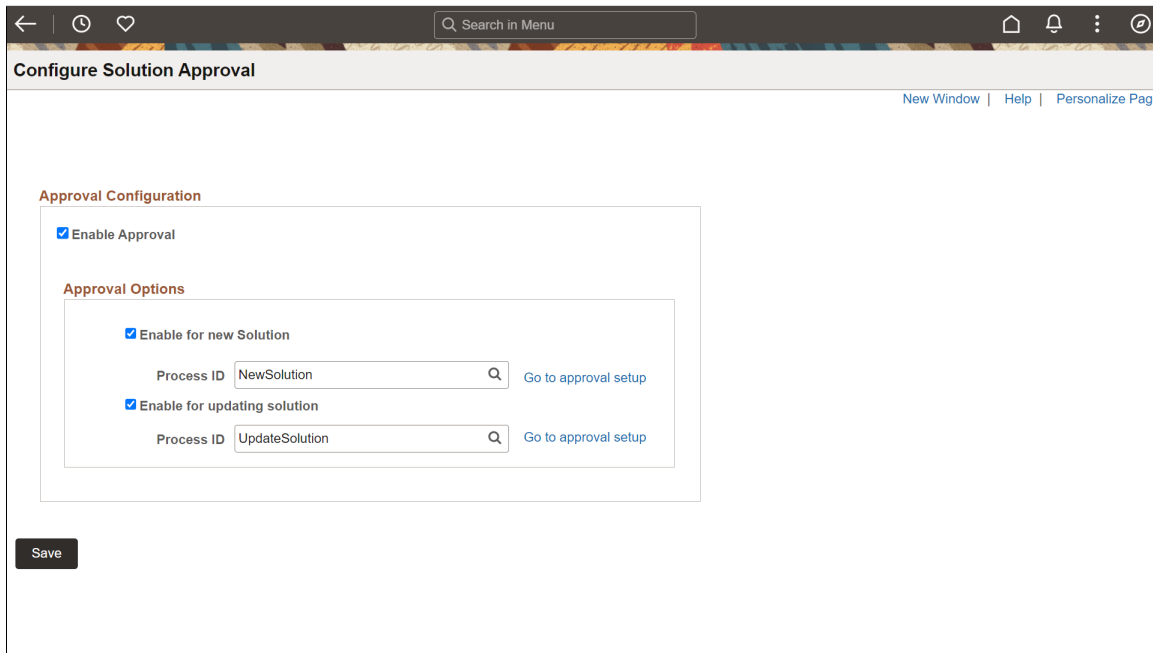 Search in Menu
Configure Solution Approval
New Window | Help | Personalize Pag
Approval Configuration
Enable Approval
Approval Options
Enable for new Solution
Process ID NewSolution Go to approval setup
Enable for updating solution
Process ID UpdateSolution Go to approval setup
Save